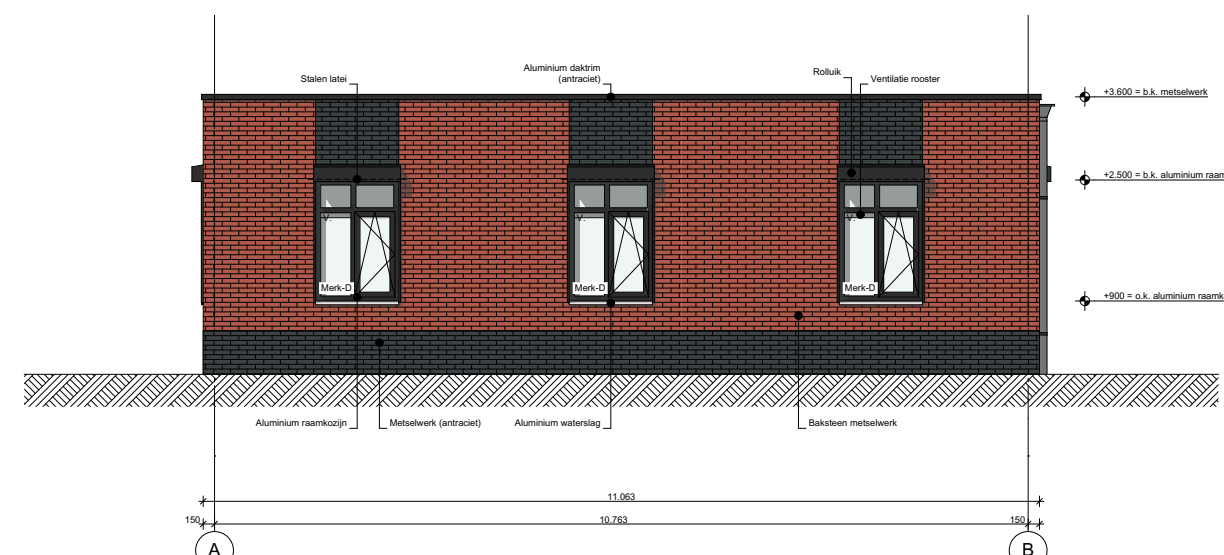 Aluminium daktrim
(antraciet)
Stalen latei
Rolluik
Ventilatie rooster
+3.600 = b.k. metselwerk
+2.500 = b.k. aluminium raam
V.
V.
V.
Merk-D
Merk-D
Merk-D
+900 = o.k. aluminium raamk
Aluminium raamkozijn
Metselwerk (antraciet)
Aluminium waterslag
Baksteen metselwerk
11.063
150
10.763
150
A
B